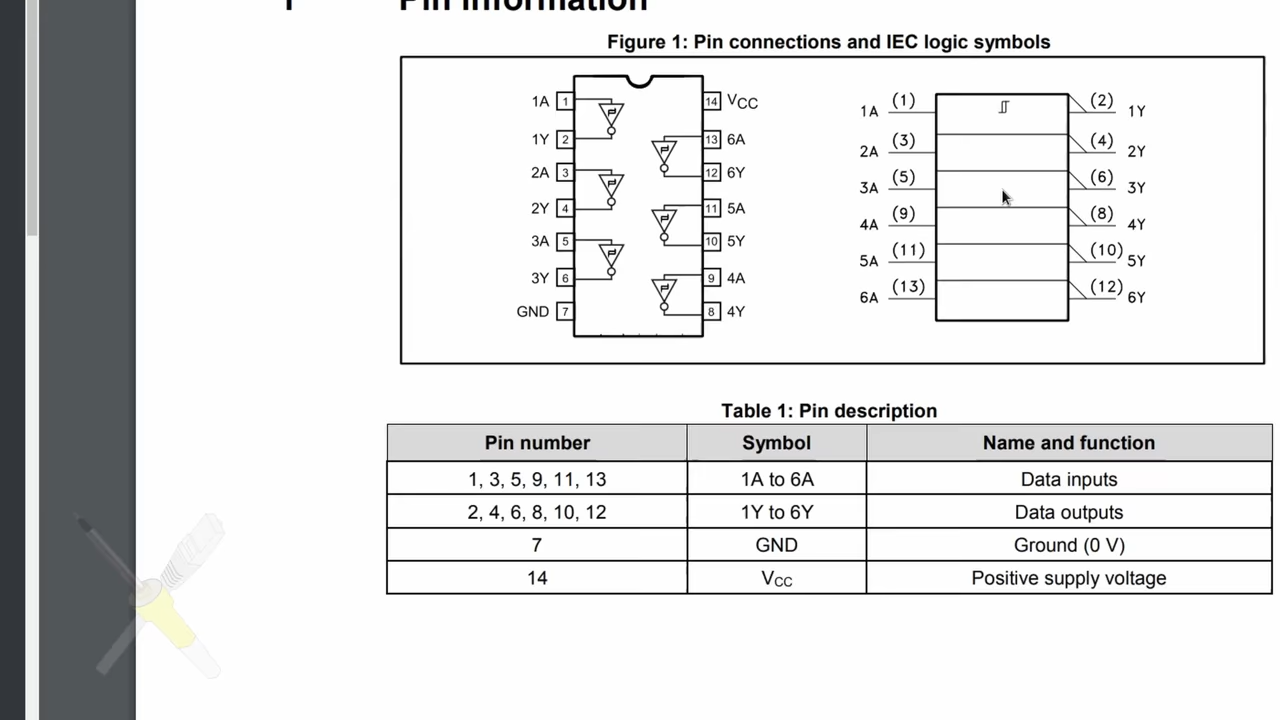 1 Pin information
Figure 1: Pin connections and IEC logic symbols
1A 1
1Y 2
2A 3
2Y 4
3A 5
3Y 6
GND 7
14 VCC
13 6A
12 6Y
11 5A
10 5Y
9 4A
8 4Y
1A (1) (2) 1Y
2A (3) (4) 2Y
3A (5) (6) 3Y
4A (9) (8) 4Y
5A (11) (10) 5Y
6A (13) (12) 6Y
Table 1: Pin description
Pin number Symbol Name and function
1, 3, 5, 9, 11, 13 1A to 6A Data inputs
2, 4, 6, 8, 10, 12 1Y to 6Y Data outputs
7 GND Ground (0 V)
14 VCC Positive supply voltage